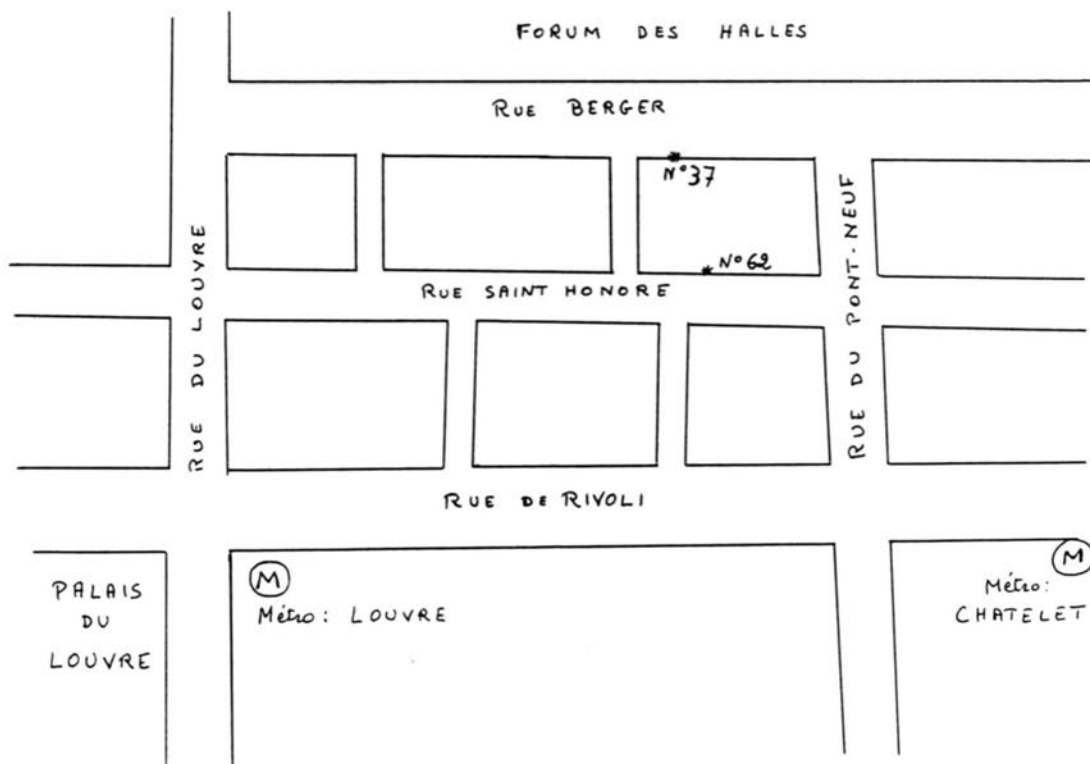 FORUM DES HALLES
RUE BERGER
N°37
RUE DU LOUVRE
RUE DU PONT-NEUF
N°62
RUE SAINT HONORE
RUE DE RIVOLI
PALAIS
DU
LOUVRE
M
Métro: LOUVRE
M
Métro:
CHATELET